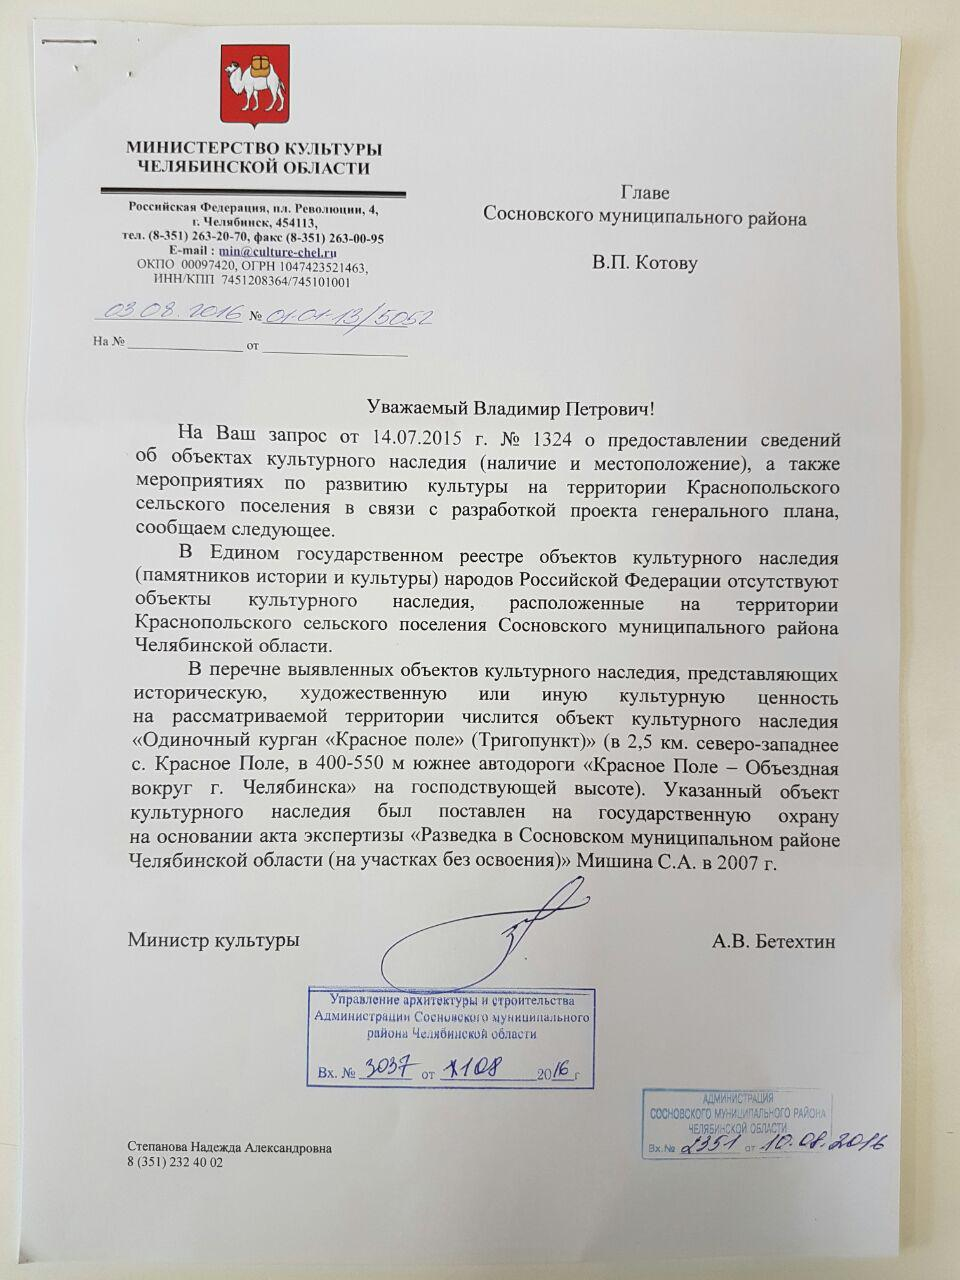 МИНИСТЕРСТВО КУЛЬТУРЫ
ЧЕЛЯБИНСКОЙ ОБЛАСТИ
Российская Федерация, пл. Революции, 4,
г. Челябинск, 454113,
тел. (8-351) 263-20-70, факс (8-351) 263-00-95
E-mail : min@culture-chel.ru
ОКПО 00097420, ОГРН 1047423521463,
ИНН/КПП 7451208364/745101001
03.08.2016 № 01-01-13/5052
На № от
Главе
Сосновского муниципального района
В.П. Котову
Уважаемый Владимир Петрович!
На Ваш запрос от 14.07.2015 г. № 1324 о предоставлении сведений
об объектах культурного наследия (наличие и местоположение), а также
мероприятиях по развитию культуры на территории Краснопольского
сельского поселения в связи с разработкой проекта генерального плана,
сообщаем следующее.
В Едином государственном реестре объектов культурного наследия
(памятников истории и культуры) народов Российской Федерации отсутствуют
объекты культурного наследия, расположенные на территории
Краснопольского сельского поселения Сосновского муниципального района
Челябинской области.
В перечне выявленных объектов культурного наследия, представляющих
историческую, художественную или иную культурную ценность
на рассматриваемой территории числится объект культурного наследия
«Одиночный курган «Красное поле» (Тригопункт)» (в 2,5 км. северо-западнее
с. Красное Поле, в 400-550 м южнее автодороги «Красное Поле – Объездная
вокруг г. Челябинска» на господствующей высоте). Указанный объект
культурного наследия был поставлен на государственную охрану
на основании акта экспертизы «Разведка в Сосновском муниципальном районе
Челябинской области (на участках без освоения)» Мишина С.А. в 2007 г.
Министр культуры А.В. Бетехтин
Управление архитектуры и строительства
Администрации Сосновского муниципального
района Челябинской области
Вх. № 3037 от 2016 г
АДМИНИСТРАЦИЯ
СОСНОВСКОГО МУНИЦИПАЛЬНОГО РАЙОНА
ЧЕЛЯБИНСКОЙ ОБЛАСТИ
Вх.№ 2351 от 10.08.2016
Степанова Надежда Александровна
8 (351) 232 40 02